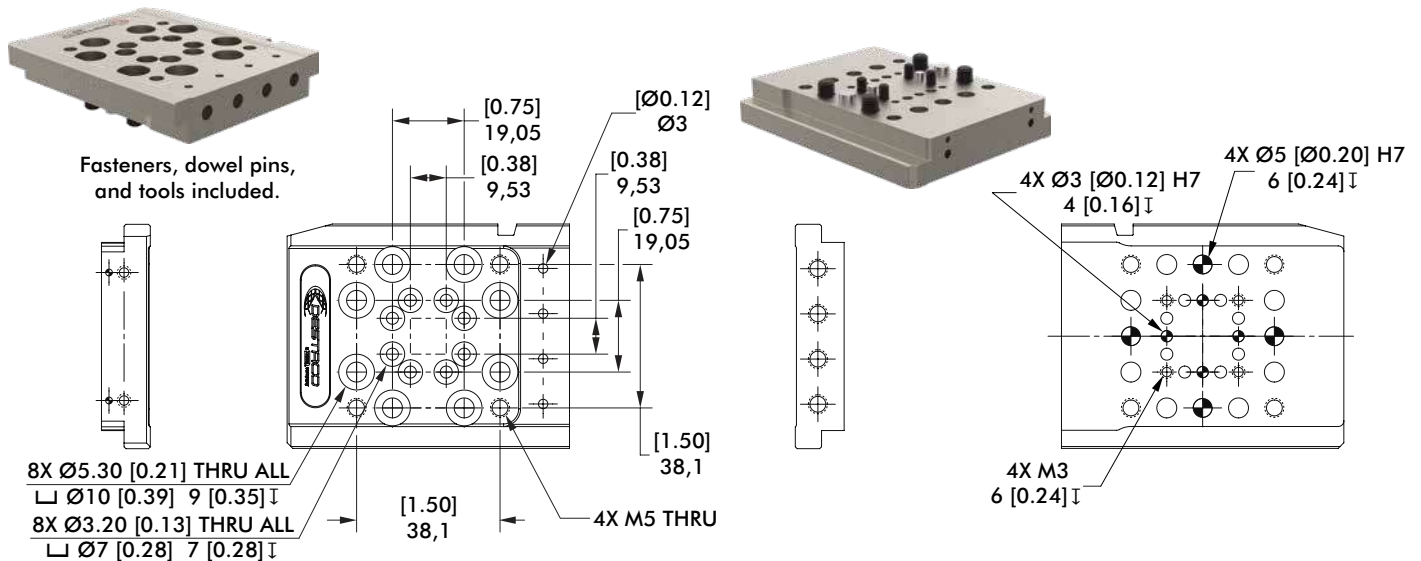 Fasteners, dowel pins,
and tools included.
[0.75]
19,05
[0.38]
9,53
[Ø0.12]
Ø3
[0.38]
9,53
[0.75]
19,05
[1.50]
38,1
[1.50]
38,1
8X Ø5.30 [0.21] THRU ALL
⌴ Ø10 [0.39] 9 [0.35]↧
8X Ø3.20 [0.13] THRU ALL
⌴ Ø7 [0.28] 7 [0.28]↧
4X M5 THRU
DESTACO
4X Ø3 [Ø0.12] H7
4 [0.16]↧
4X Ø5 [Ø0.20] H7
6 [0.24]↧
4X M3
6 [0.24]↧